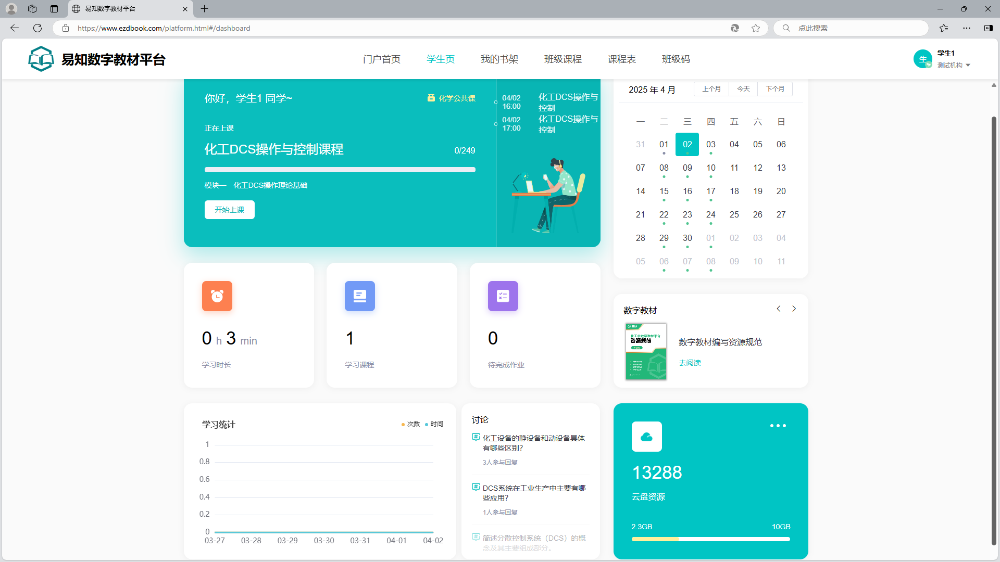 易知数字教材平台
https://www.ezdbook.com/platform.html#/dashboard
点此搜索
易知数字教材平台
门户首页
学生页
我的书架
班级课程
课程表
班级码
生
学生1
测试机构
你好，学生1 同学~
化学公共课
正在上课
化工DCS操作与控制课程
0/249
模块一 化工DCS操作理论基础
开始上课
04/02
16:00
化工DCS操作与
控制
04/02
17:00
化工DCS操作与
控制
2025 年 4 月
上个月
今天
下个月
一 二 三 四 五 六 日
31 01 02 03 04 05 06
07 08 09 10 11 12 13
14 15 16 17 18 19 20
21 22 23 24 25 26 27
28 29 30 01 02 03 04
05 06 07 08 09 10 11
0 h 3 min
学习时长
1
学习课程
0
待完成作业
数字教材
化工社数字教材平台
资源规范
数字教材编写资源规范
去阅读
学习统计
次数
时间
1
0.8
0.6
0.4
0.2
0
03-27 03-28 03-29 03-30 03-31 04-01 04-02
讨论
化工设备的静设备和动设备具体
有哪些区别？
3人参与回复
DCS系统在工业生产中主要有哪
些应用？
1人参与回复
简述分散控制系统（DCS）的概
念及其主要组成部分。
13288
云盘资源
2.3GB
10GB